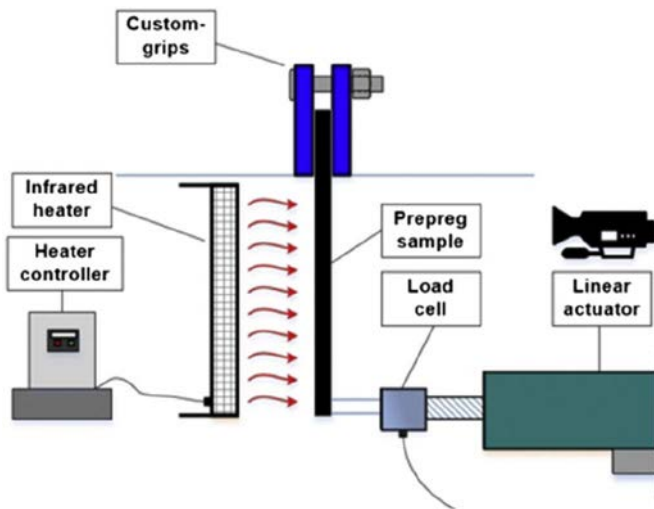 Custom-
grips
Infrared
heater
Heater
controller
Prepreg
sample
Load
cell
Linear
actuator